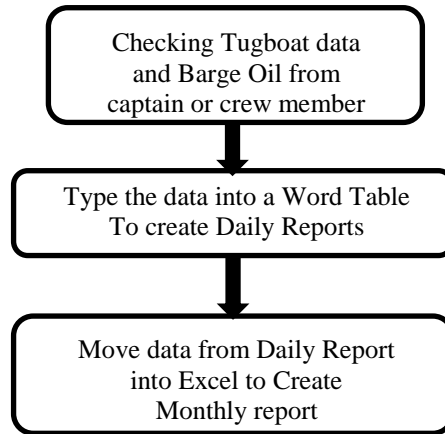 Checking Tugboat data
and Barge Oil from
captain or crew member
Type the data into a Word Table
To create Daily Reports
Move data from Daily Report
into Excel to Create
Monthly report